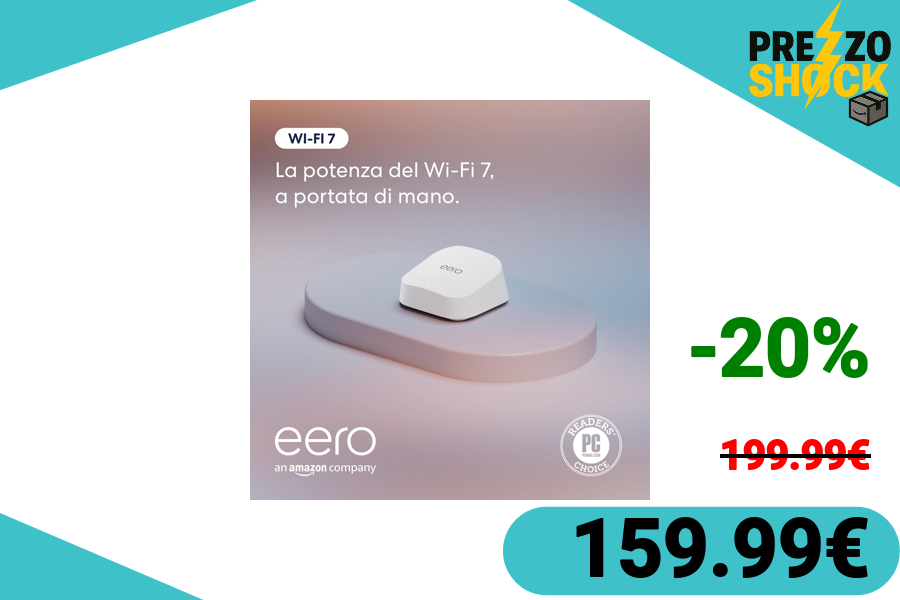 PREZZO
SHOCK
WI-FI 7
La potenza del Wi-Fi 7,
a portata di mano.
eero
-20%
199.99€
eero
an amazon company
READERS'
PC
CHOICE
159.99€